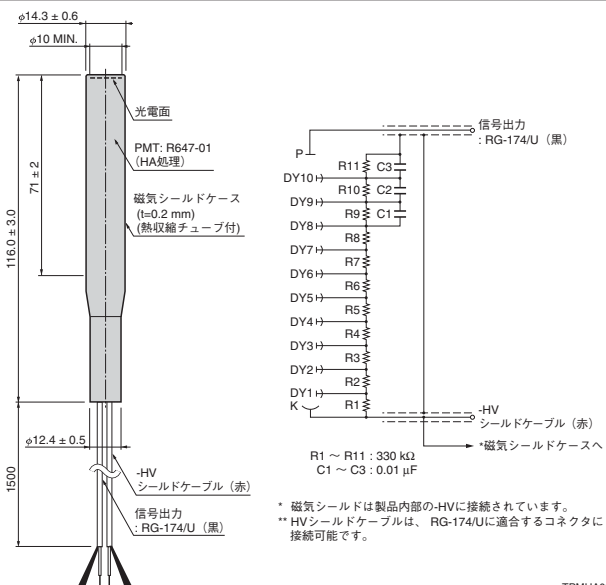 φ14.3 ± 0.6
φ10 MIN.
光電面
PMT: R647-01
(HA処理)
磁気シールドケース
(t=0.2 mm)
(熱収縮チューブ付)
71 ± 2
116.0 ± 3.0
φ12.4 ± 0.5
1500
-HV
シールドケーブル（赤）
信号出力
: RG-174/U（黒）
信号出力
: RG-174/U（黒）
P
R11
C3
DY10
R10
C2
DY9
R9
C1
DY8
R8
DY7
R7
DY6
R6
DY5
R5
DY4
R4
DY3
R3
DY2
R2
DY1
K
R1
-HV
シールドケーブル（赤）
*磁気シールドケースへ
R1 ～ R11 : 330 kΩ
C1 ～ C3 : 0.01 μF
* 磁気シールドは製品内部の-HVに接続されています。
** HVシールドケーブルは、 RG-174/Uに適合するコネクタに
接続可能です。